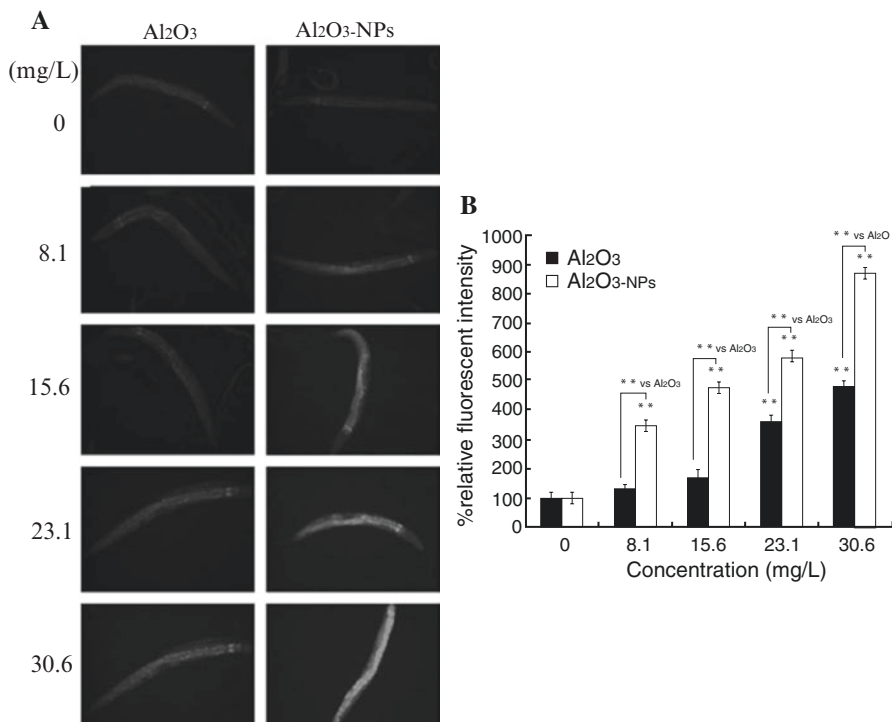 A
Al₂O₃ Al₂O₃-NPs
(mg/L)
0
8.1
15.6
23.1
30.6
B
%relative fluorescent intensity
1000
900
800
700
600
500
400
300
200
100
0
Al₂O₃
Al₂O₃-NPs
** vs Al₂O₃
**
** vs Al₂O₃
**
** vs Al₂O₃
**
**
** vs Al₂O
**
**
0 8.1 15.6 23.1 30.6
Concentration (mg/L)